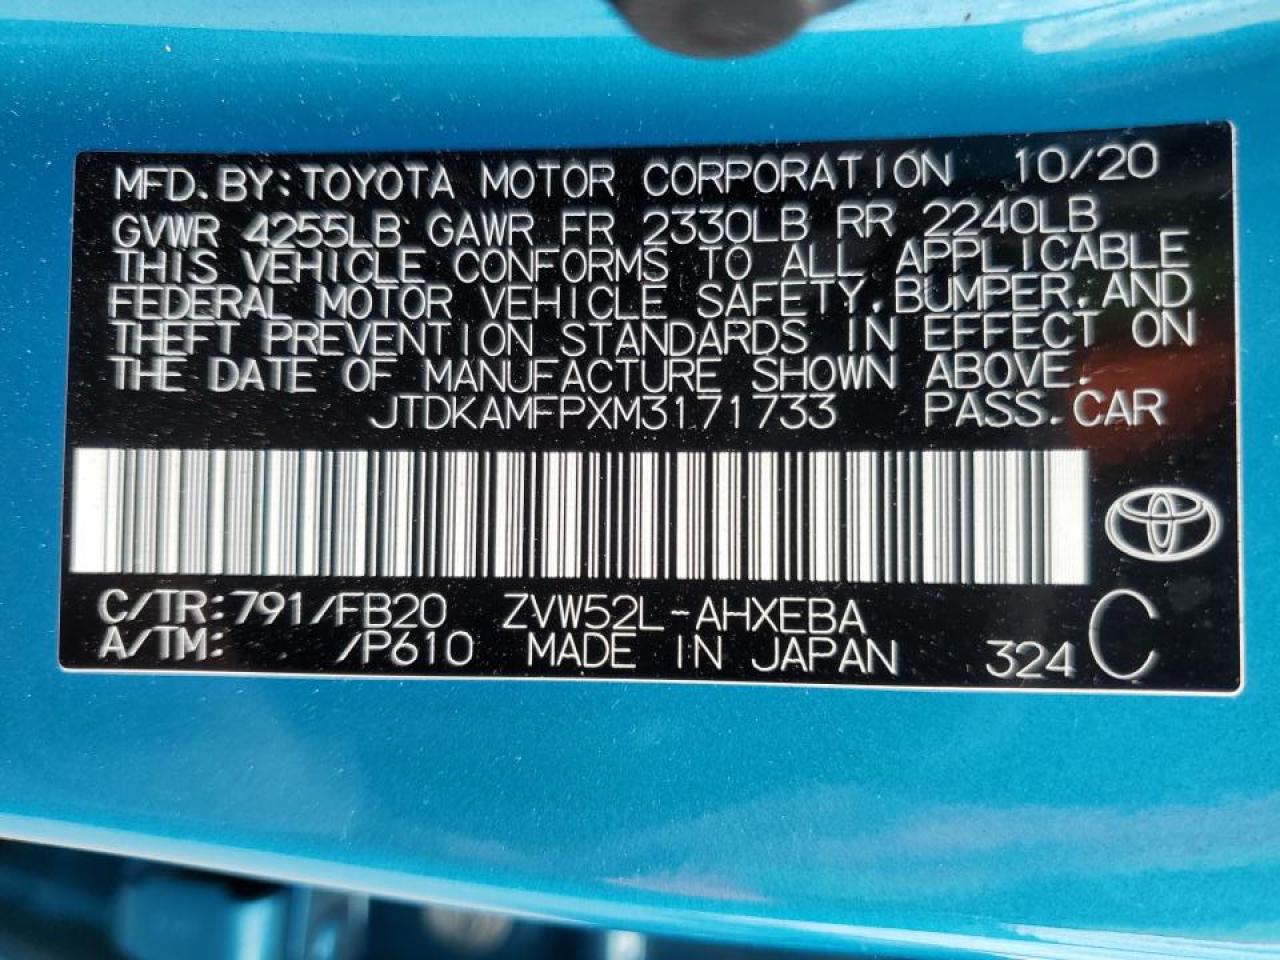 MFD. BY: TOYOTA MOTOR CORPORATION 10/20
GVWR 4255LB GAWR FR 2330LB RR 2240LB
THIS VEHICLE CONFORMS TO ALL APPLICABLE
FEDERAL MOTOR VEHICLE SAFETY, BUMPER, AND
THEFT PREVENTION STANDARDS IN EFFECT ON
THE DATE OF MANUFACTURE SHOWN ABOVE.
JTDKAMFPXM3171733 PASS. CAR
C/TR: 791/FB20 ZVW52L-AHXEBA
A/TM: /P610 MADE IN JAPAN 324 C